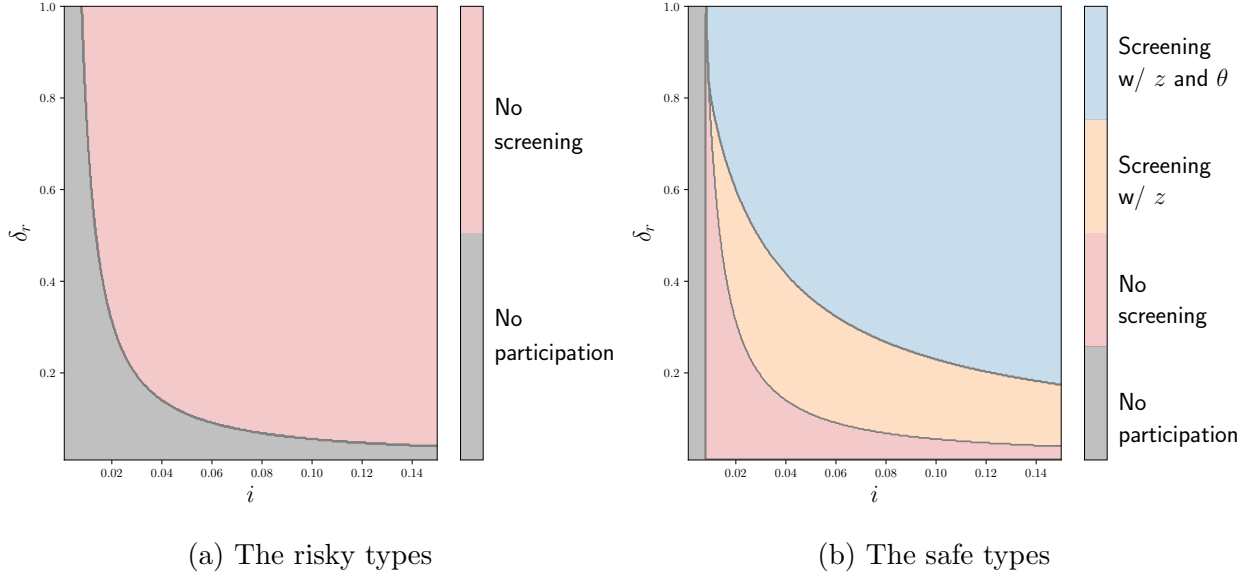 1.0
0.8
0.6
0.4
0.2
δ_r
0.02 0.04 0.06 0.08 0.10 0.12 0.14
i
No
screening
No
participation
(a) The risky types
1.0
0.8
0.6
0.4
0.2
δ_r
0.02 0.04 0.06 0.08 0.10 0.12 0.14
i
Screening
w/ z and θ
Screening
w/ z
No
screening
No
participation
(b) The safe types